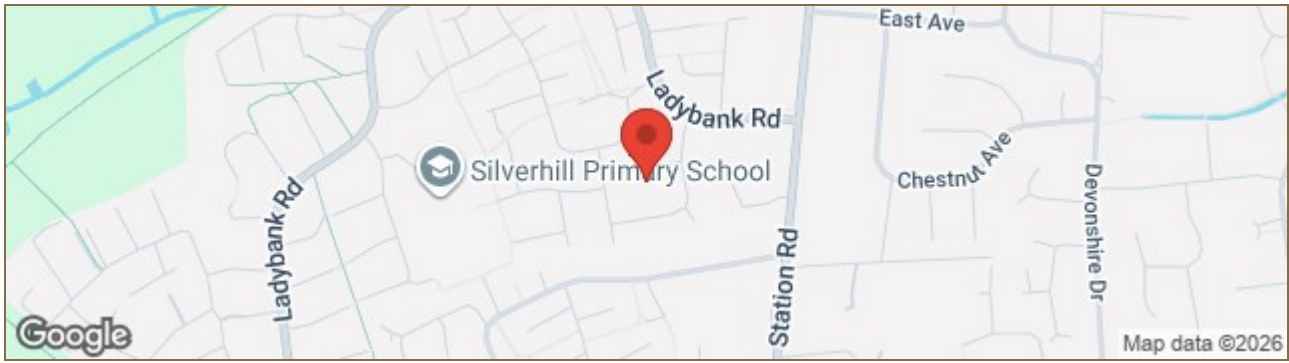 East Ave
Ladybank Rd
Silverhill Primary School
Chestnut Ave
Ladybank Rd
Devonshire Dr
Station Rd
Google
Map data ©2026